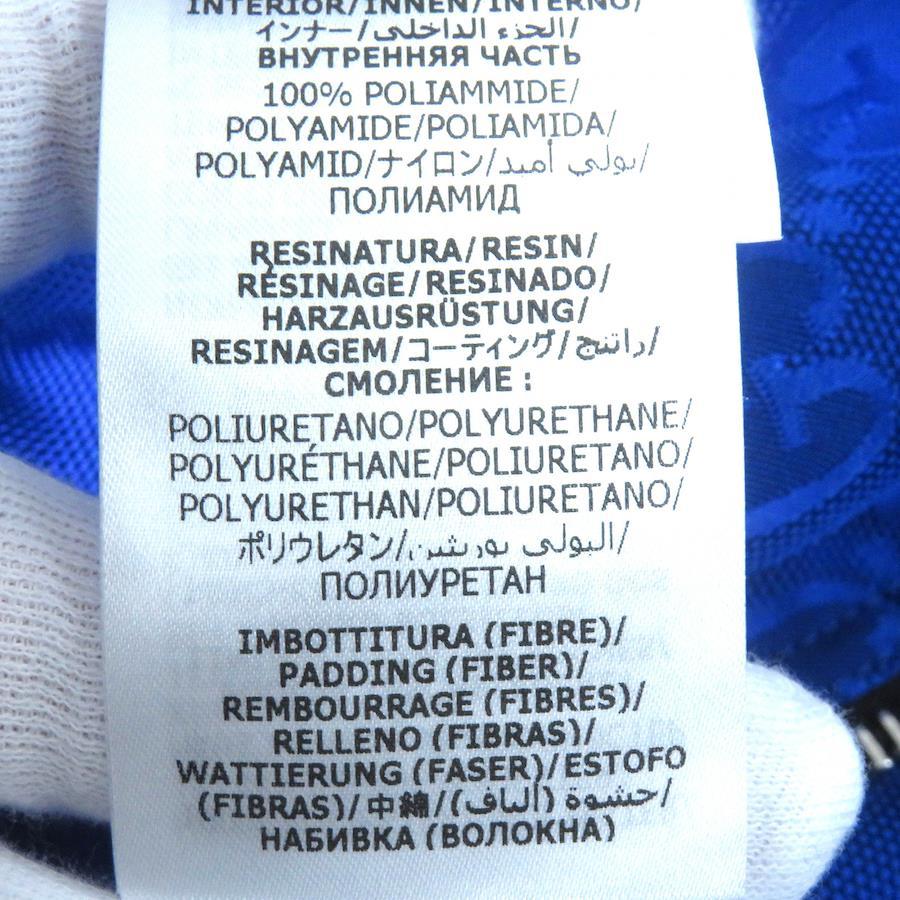 INTERIOR/INNEN/INTERNO/
インナー/الجزء الداخلي/
ВНУТРЕННЯЯ ЧАСТЬ
100% POLIAMMIDE/
POLYAMIDE/POLIAMIDA/
POLYAMID/ナイロン/بولي أميد/
ПОЛИАМИД
RESINATURA/RESIN/
RÉSINAGE/RESINADO/
HARZAUSRÜSTUNG/
RESINAGEM/コーティング/راتنج/
СМОЛЕНИЕ :
POLIURETANO/POLYURETHANE/
POLYURÉTHANE/POLIURETANO/
POLYURETHAN/POLIURETANO/
ポリウレタン/البولي يوريثين/
ПОЛИУРЕТАН
IMBOTTITURA (FIBRE)/
PADDING (FIBER)/
REMBOURRAGE (FIBRES)/
RELLENO (FIBRAS)/
WATTIERUNG (FASER)/ESTOFO
(FIBRAS)/中綿/حشوة (ألياف)/
НАБИВКА (ВОЛОКНА)